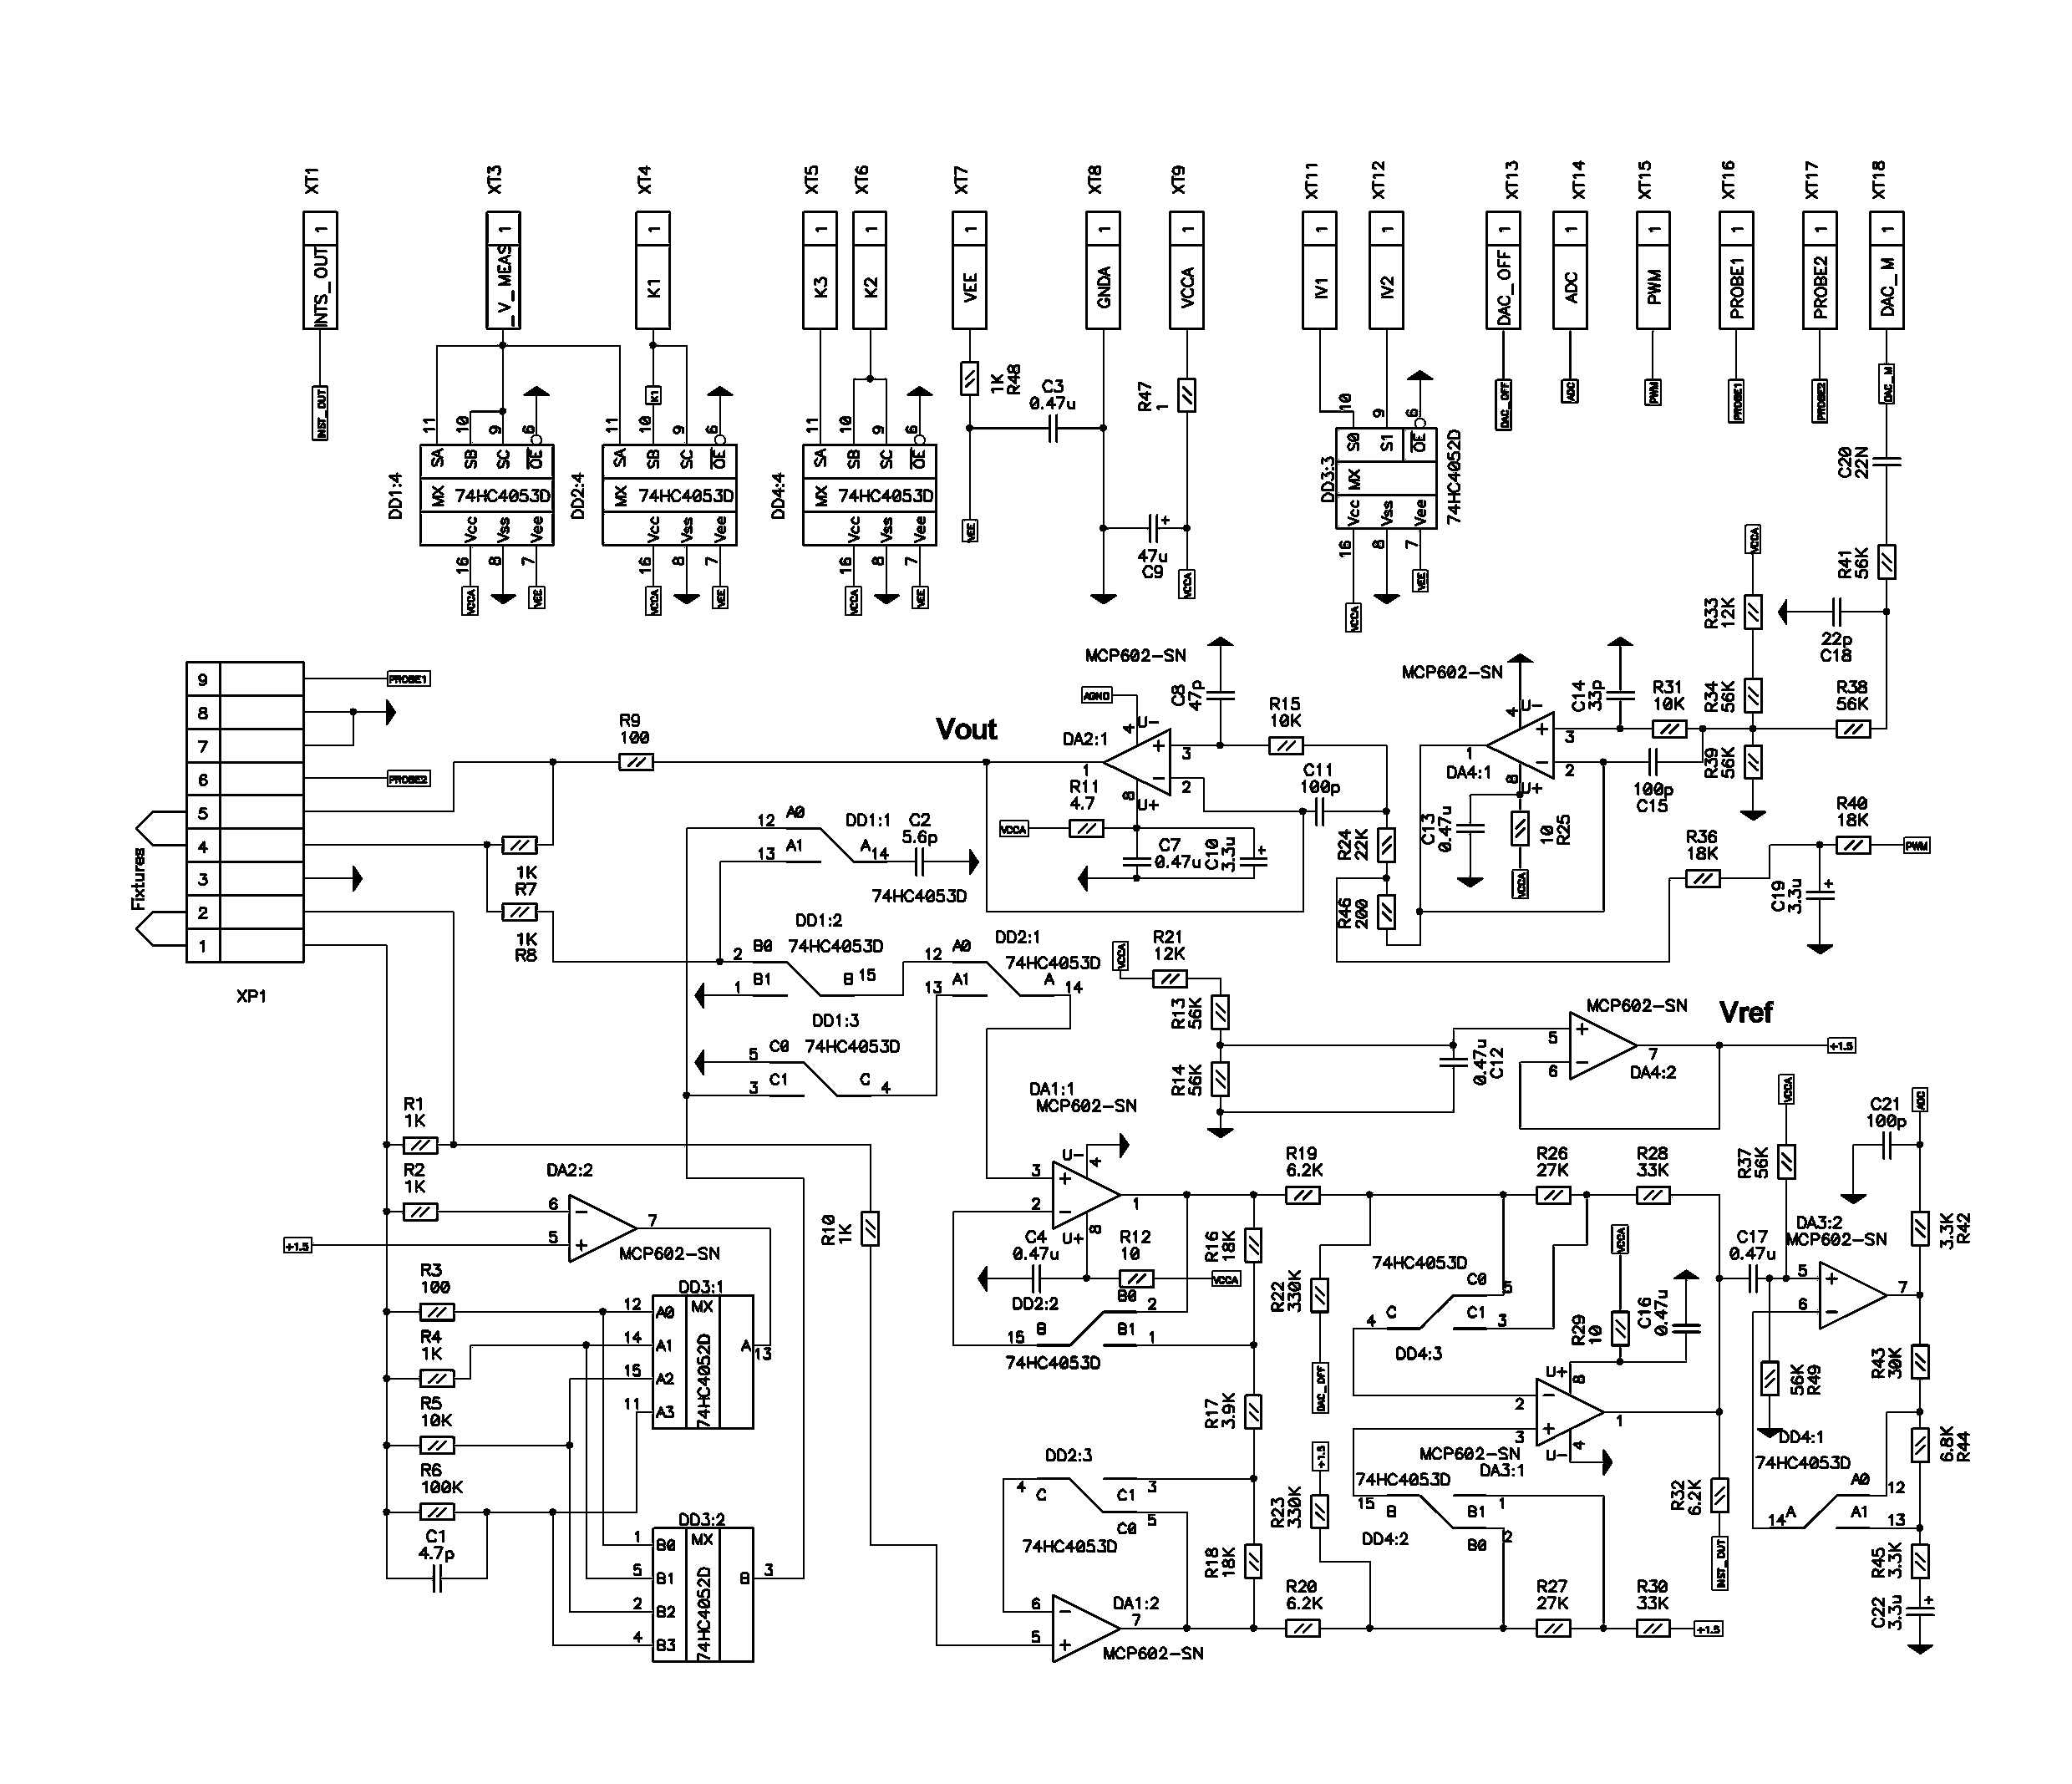 XT1
XT3
XT4
XT5
XT6
XT7
XT8
XT9
XT11
XT12
XT13
XT14
XT15
XT16
XT17
XT18
1 1 1 1 1 1 1 1 1 1 1 1 1 1 1 1
INTS_OUT
_V_MEAS
K1
K3
K2
VEE
GNDA
VCCA
IV1
IV2
DAC_OFF
ADC
PWM
PROBE1
PROBE2
DAC_M
INST_OUT
K1
1K
R48
C3
0.47u
R47
1
DAC_OFF
ADC
PWM
PROBE1
PROBE2
DAC_M
11 10 9 6
SA SB SC OE
DD1:4
MX 74HC4053D
Vcc Vss Vee
16 8 7
VCCA VEE
11 10 9 6
SA SB SC OE
DD2:4
MX 74HC4053D
Vcc Vss Vee
16 8 7
VCCA VEE
11 10 9 6
SA SB SC OE
DD4:4
MX 74HC4053D
Vcc Vss Vee
16 8 7
VCCA VEE
VEE
+
47u
C9
VCCA
10 9 6
S0 S1 OE
DD3:3
MX
74HC4052D
Vcc Vss Vee
16 8 7
VCCA VEE
C20
22N
R41
56K
VCCA
R33
12K
22p
C18
R34
56K
R38
56K
R39
56K
9
8
7
6
5
4
3
2
1
XP1
Fixtures
PROBE1
PROBE2
R9
100
1K
R7
1K
R8
Vout
MCP602-SN
AGND
4 U-
DA2:1
1
+ 3
- 2
8 U+
C8
47p
R15
10K
R11
4.7
VCCA
C7
0.47u
C10
3.3u
+
C11
100p
R24
22K
R46
200
MCP602-SN
4 U-
1
+ 3
- 2
DA4:1
8 U+
C14
33p
R31
10K
100p
C15
C13
0.47u
10
R25
VCCA
R36
18K
R40
18K
PWM
C19
3.3u
+
12 A0
DD1:1
13 A1
A 14
C2
5.6p
74HC4053D
DD1:2
74HC4053D
2 B0
1 B1
B 15
DD2:1
74HC4053D
12 A0
13 A1
A 14
DD1:3
74HC4053D
5 C0
3 C1
C 4
VCCA
R21
12K
R13
56K
R14
56K
0.47u
C12
MCP602-SN
Vref
5 +
6 -
7
DA4:2
+1.5
R1
1K
R2
1K
DA2:2
6 -
5 +
7
MCP602-SN
+1.5
R3
100
R4
1K
R5
10K
R6
100K
C1
4.7p
DD3:1
12 A0
14 A1
15 A2
11 A3
MX
74HC4052D
A 13
DD3:2
1 B0
5 B1
2 B2
4 B3
MX
74HC4052D
B 3
R10
1K
DA1:1
MCP602-SN
U- 4
3 +
2 -
1
U+ 8
C4
0.47u
R12
10
VCCA
DD2:2
B0 2
15 B
B1 1
74HC4053D
R16
18K
R17
3.9K
R18
18K
DD2:3
4 C
C1 3
C0 5
74HC4053D
6 -
5 +
DA1:2
7
MCP602-SN
R19
6.2K
R22
330K
DAC_OFF
+1.5
R23
330K
R20
6.2K
R26
27K
R28
33K
74HC4053D
C0 5
4 C
C1 3
DD4:3
VCCA
R29
10
C16
0.47u
U+ 8
2 -
3 +
1
U- 4
MCP602-SN
DA3:1
74HC4053D
15 B
B1 1
B0 2
DD4:2
R27
27K
R30
33K
+1.5
R32
6.2K
INST_OUT
VCCA
R37
56K
C17
0.47u
56K
R49
DA3:2
MCP602-SN
5 +
6 -
7
C21
100p
ADC
3.3K
R42
R43
30K
6.8K
R44
DD4:1
74HC4053D
A0 12
14 A
A1 13
R45
3.3K
C22
3.3u
+